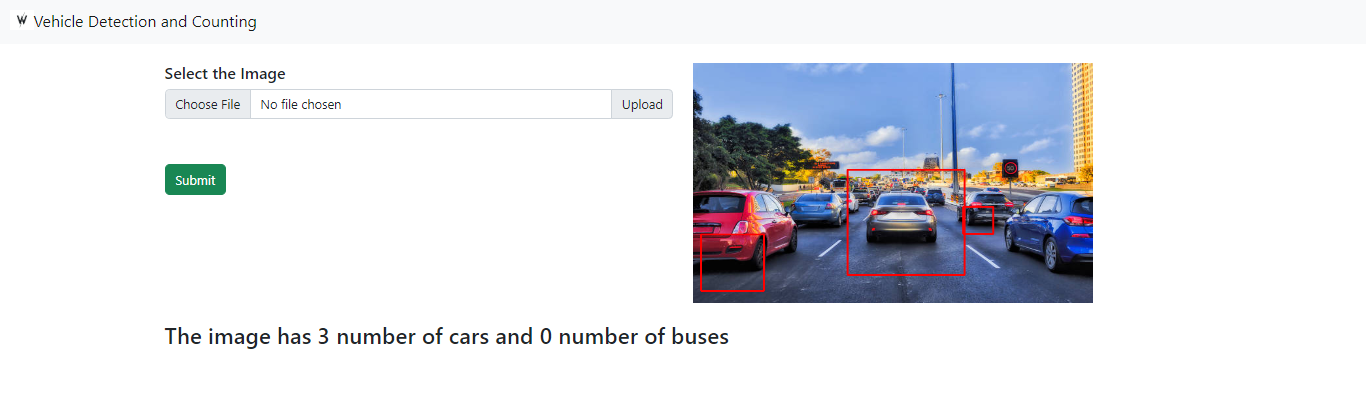 Vehicle Detection and Counting
Select the Image
Choose File No file chosen Upload
Submit
The image has 3 number of cars and 0 number of buses